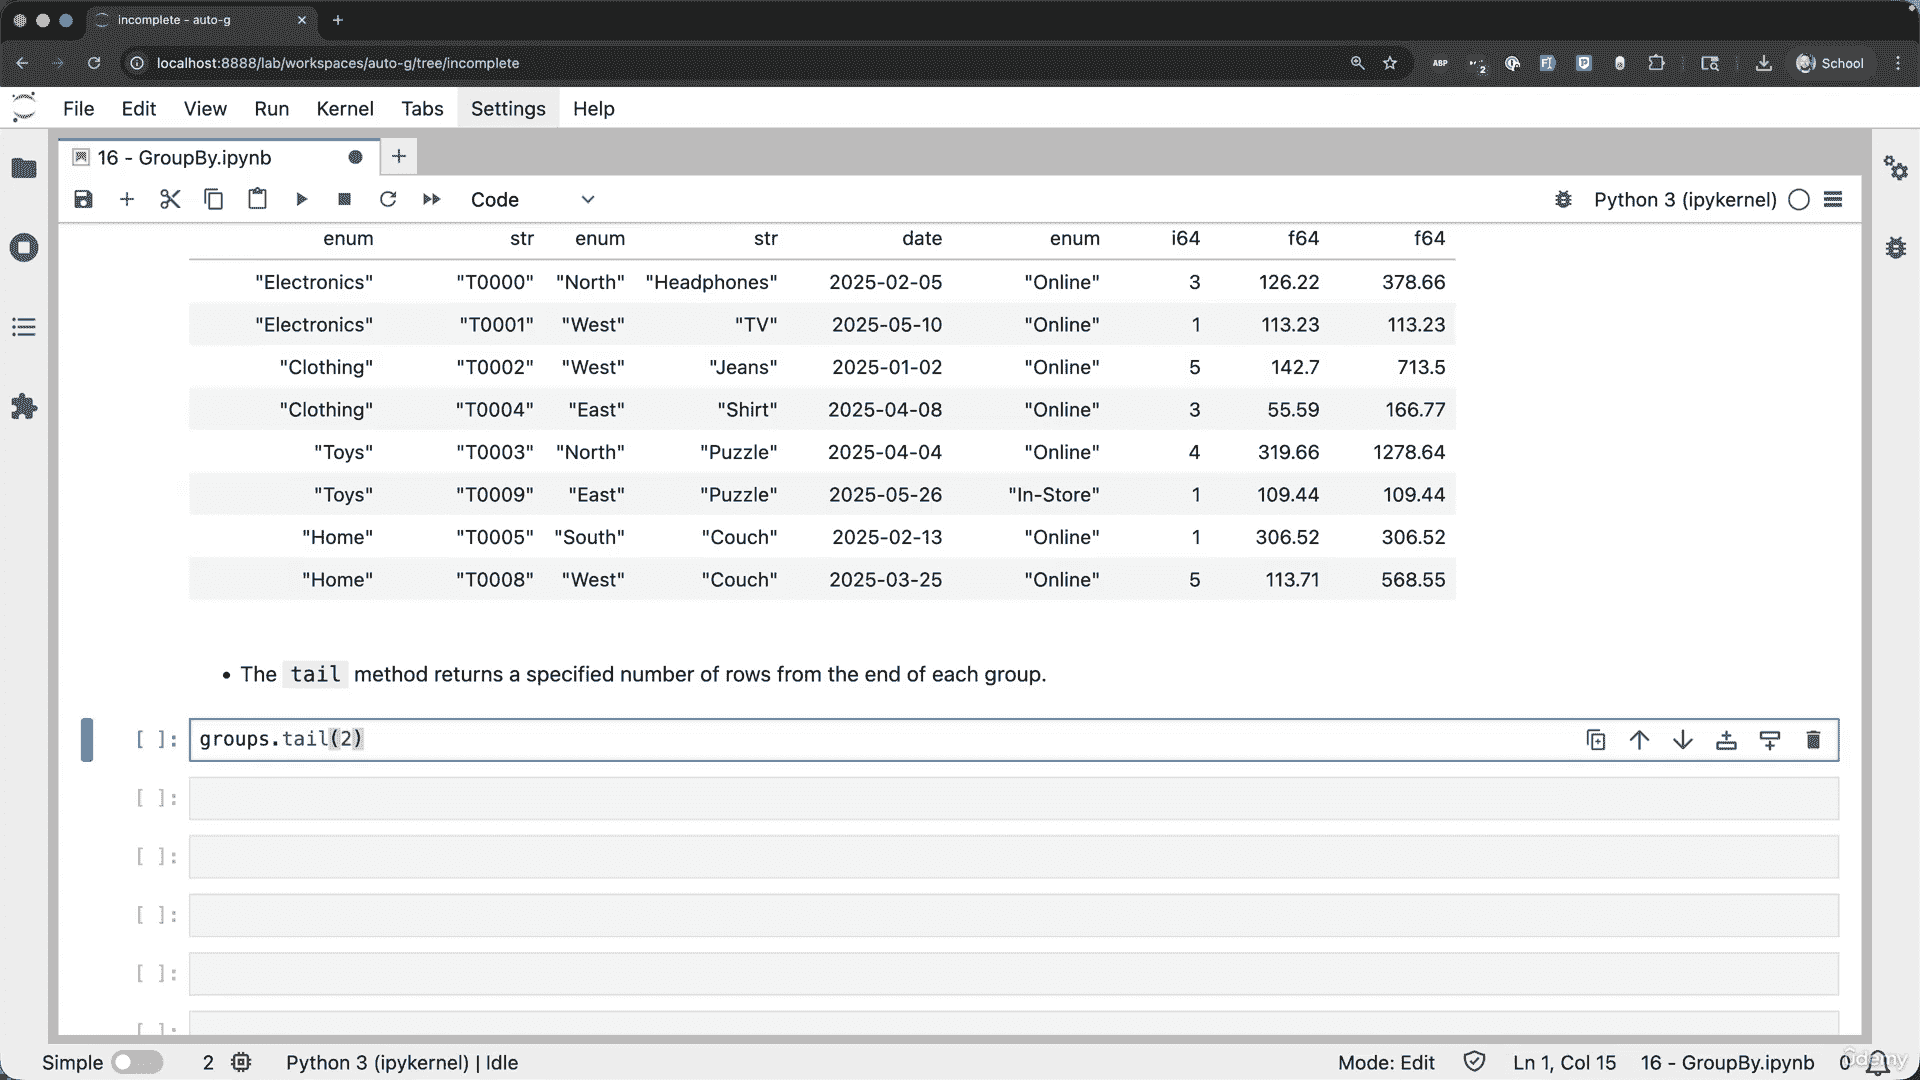 incomplete - auto-g
localhost:8888/lab/workspaces/auto-g/tree/incomplete
ABP
2
School
File Edit View Run Kernel Tabs Settings Help
16 - GroupBy.ipynb
Code
Python 3 (ipykernel)
enum str enum str date enum i64 f64 f64
"Electronics" "T0000" "North" "Headphones" 2025-02-05 "Online" 3 126.22 378.66
"Electronics" "T0001" "West" "TV" 2025-05-10 "Online" 1 113.23 113.23
"Clothing" "T0002" "West" "Jeans" 2025-01-02 "Online" 5 142.7 713.5
"Clothing" "T0004" "East" "Shirt" 2025-04-08 "Online" 3 55.59 166.77
"Toys" "T0003" "North" "Puzzle" 2025-04-04 "Online" 4 319.66 1278.64
"Toys" "T0009" "East" "Puzzle" 2025-05-26 "In-Store" 1 109.44 109.44
"Home" "T0005" "South" "Couch" 2025-02-13 "Online" 1 306.52 306.52
"Home" "T0008" "West" "Couch" 2025-03-25 "Online" 5 113.71 568.55
• The tail method returns a specified number of rows from the end of each group.
[ ]: groups.tail(2)
[ ]:
[ ]:
[ ]:
[ ]:
[ ]:
Simple 2 Python 3 (ipykernel) | Idle Mode: Edit Ln 1, Col 15 16 - GroupBy.ipynb 0
Udemy